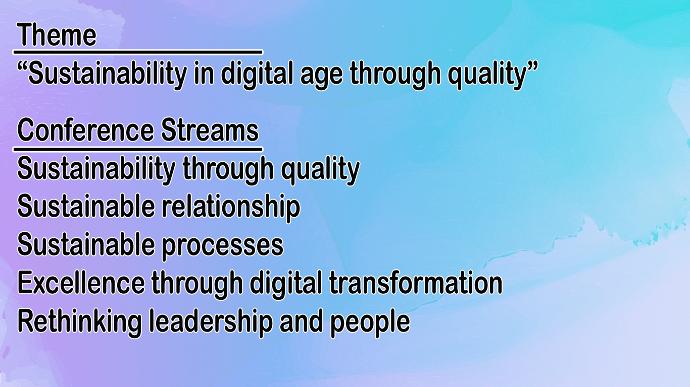 Theme
“Sustainability in digital age through quality”
Conference Streams
Sustainability through quality
Sustainable relationship
Sustainable processes
Excellence through digital transformation
Rethinking leadership and people